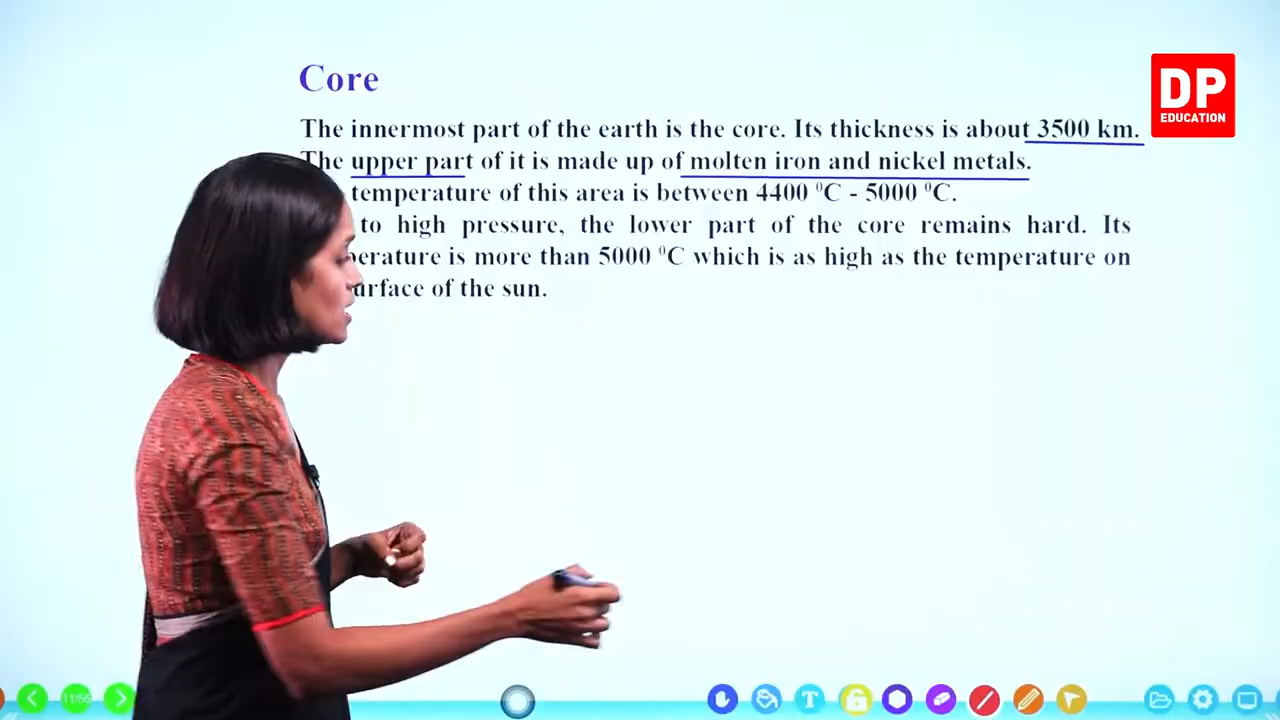 Core
DP
EDUCATION
The innermost part of the earth is the core. Its thickness is about 3500 km.
The upper part of it is made up of molten iron and nickel metals.
temperature of this area is between 4400 ⁰C - 5000 ⁰C.
to high pressure, the lower part of the core remains hard. Its
perature is more than 5000 ⁰C which is as high as the temperature on
urface of the sun.
11/55
T